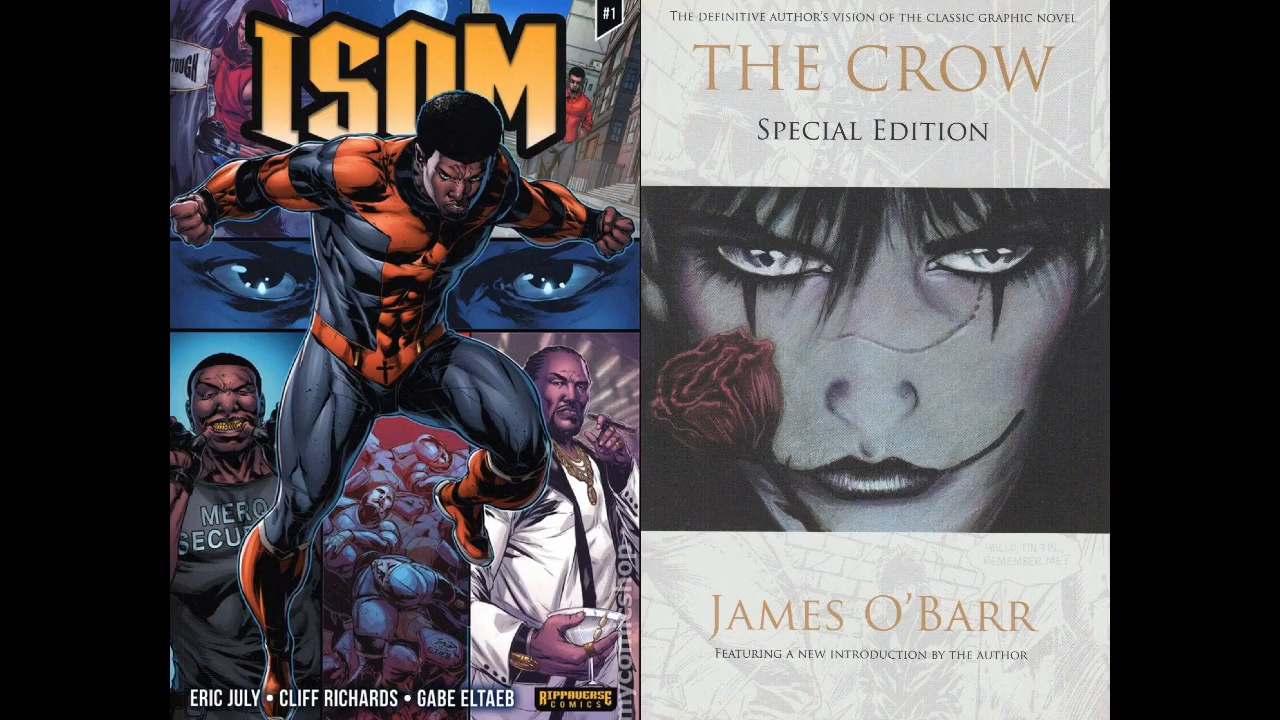 #1
ISOM
TOUGH
MERO
SECU
ERIC JULY • CLIFF RICHARDS • GABE ELTAEB
RIPPAVERSE
COMICS
mycomicshop
THE DEFINITIVE AUTHOR'S VISION OF THE CLASSIC GRAPHIC NOVEL
THE CROW
SPECIAL EDITION
HELLO, TIN TIN...
REMEMBER ME?
JAMES O'BARR
FEATURING A NEW INTRODUCTION BY THE AUTHOR